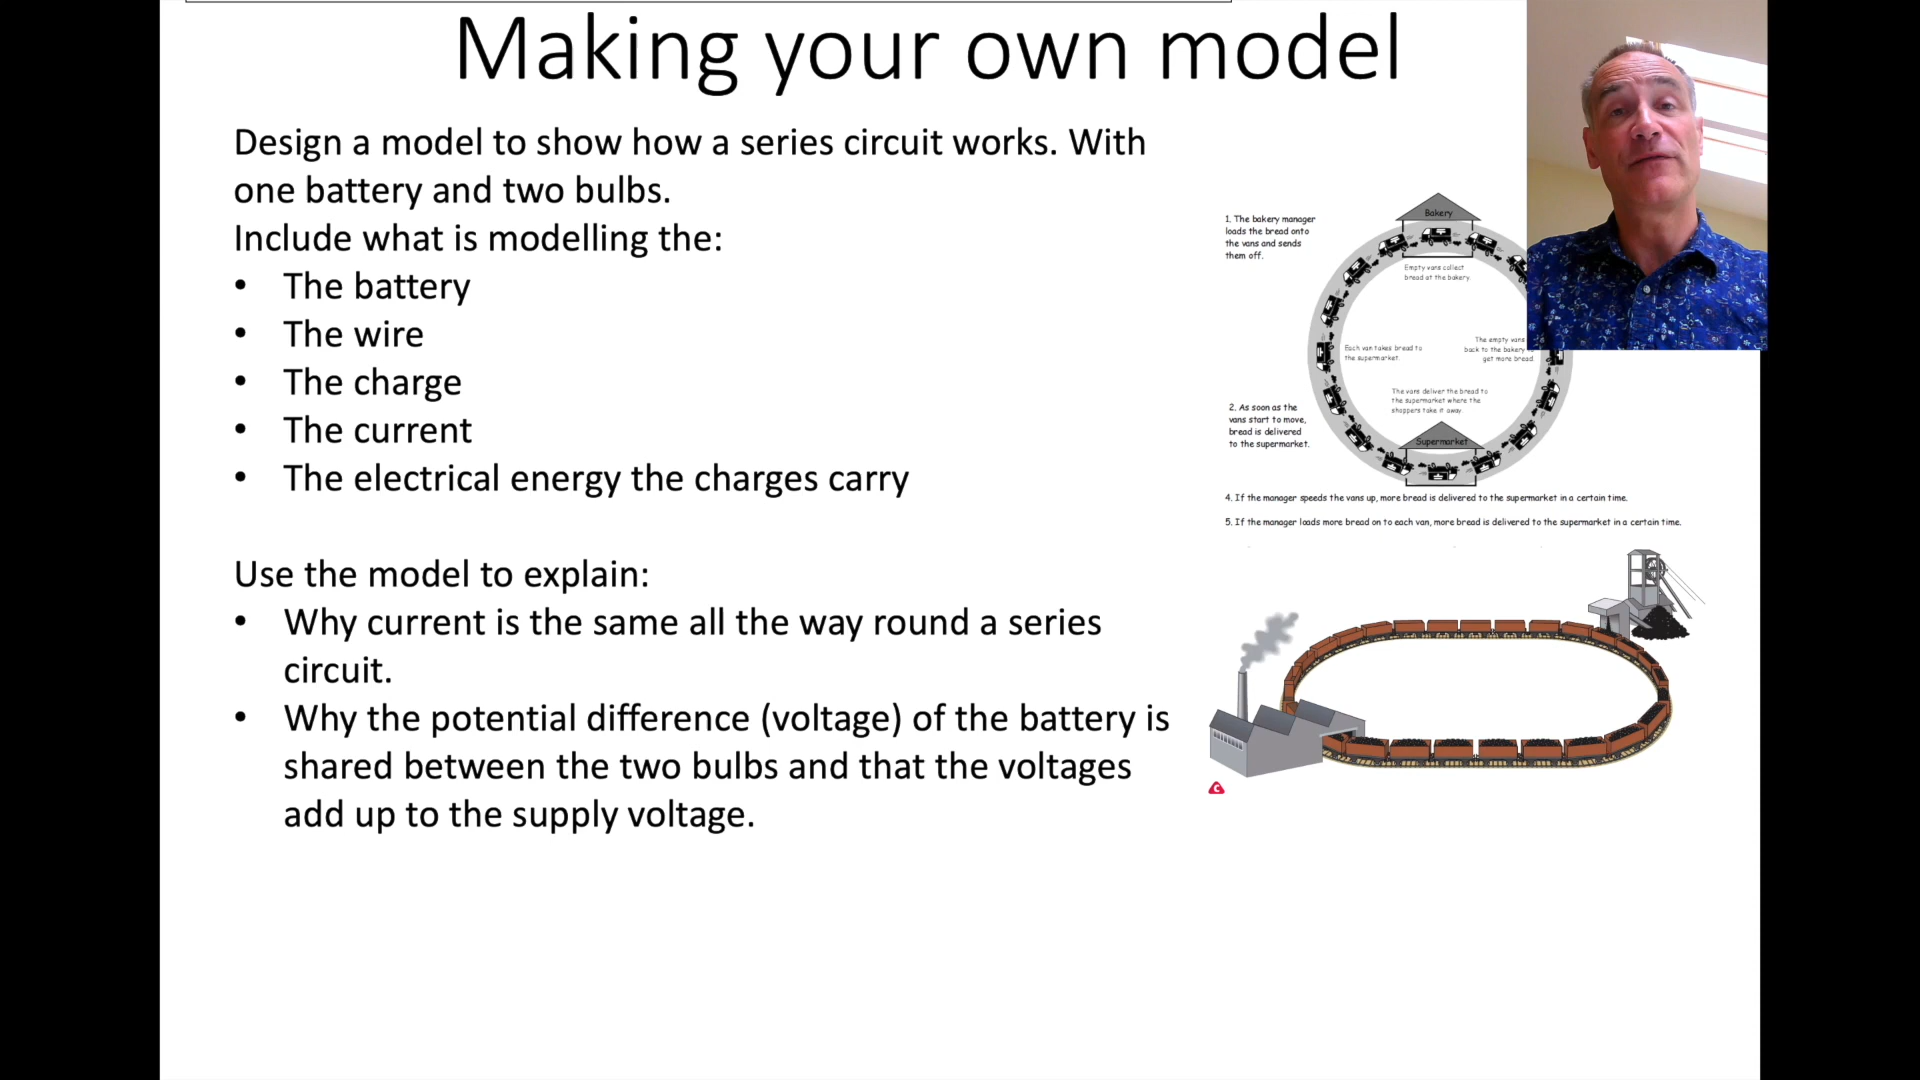 Making your own model
Design a model to show how a series circuit works. With
one battery and two bulbs.
Include what is modelling the:
• The battery
• The wire
• The charge
• The current
• The electrical energy the charges carry
Use the model to explain:
• Why current is the same all the way round a series
circuit.
• Why the potential difference (voltage) of the battery is
shared between the two bulbs and that the voltages
add up to the supply voltage.
1. The bakery manager
loads the bread onto
the vans and sends
them off.
Bakery
Empty vans collect
bread at the bakery.
Each van takes bread to
the supermarket.
The empty vans
back to the bakery
get more bread.
The vans deliver the bread to
the supermarket where the
shoppers take it away
2. As soon as the
vans start to move,
bread is delivered
to the supermarket.
Supermarket
4. If the manager speeds the vans up, more bread is delivered to the supermarket in a certain time.
5. If the manager loads more bread on to each van, more bread is delivered to the supermarket in a certain time.
C